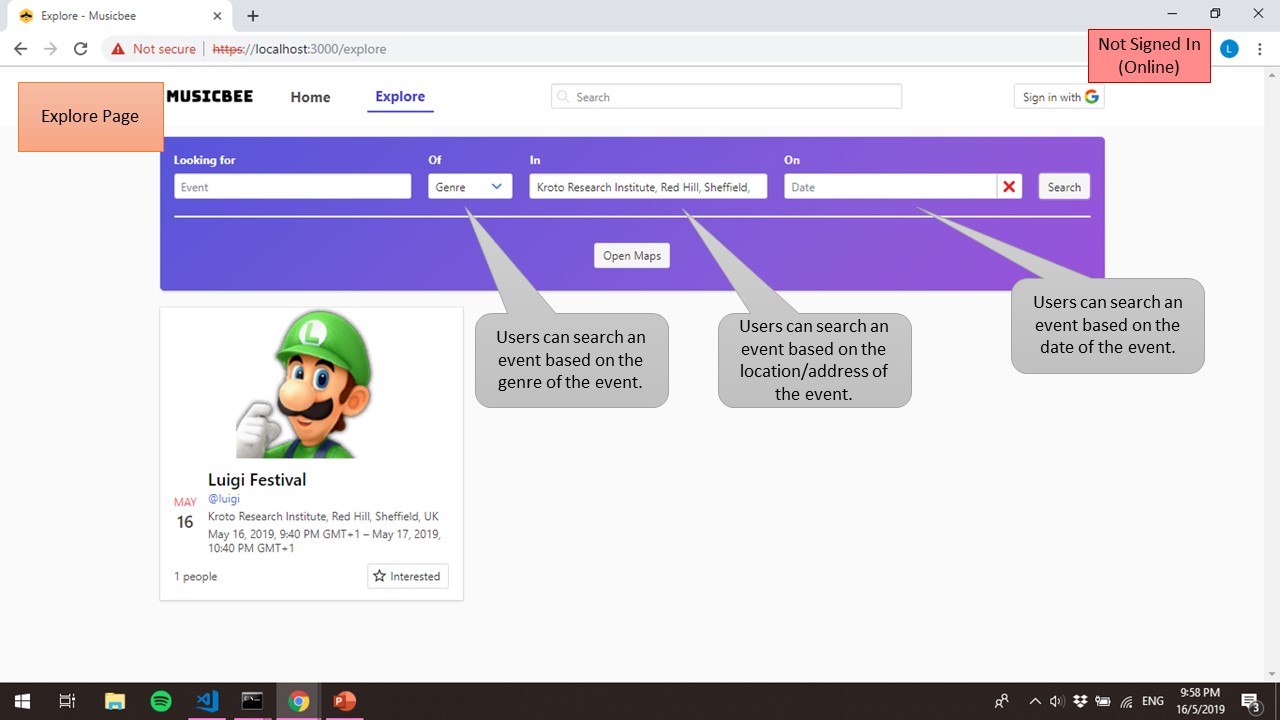 Explore - Musicbee
Not secure
https://localhost:3000/explore
L
Not Signed In
(Online)
Explore Page
MUSICBEE
Home
Explore
Search
Sign in with
Looking for
Of
In
On
Event
Genre
Kroto Research Institute, Red Hill, Sheffield,
Date
Search
Open Maps
Users can search an
event based on the
genre of the event.
Users can search an
event based on the
location/address of
the event.
Users can search an
event based on the
date of the event.
L
Luigi Festival
@luigi
MAY
16
Kroto Research Institute, Red Hill, Sheffield, UK
May 16, 2019, 9:40 PM GMT+1 – May 17, 2019,
10:40 PM GMT+1
1 people
Interested
ENG
9:58 PM
16/5/2019
3